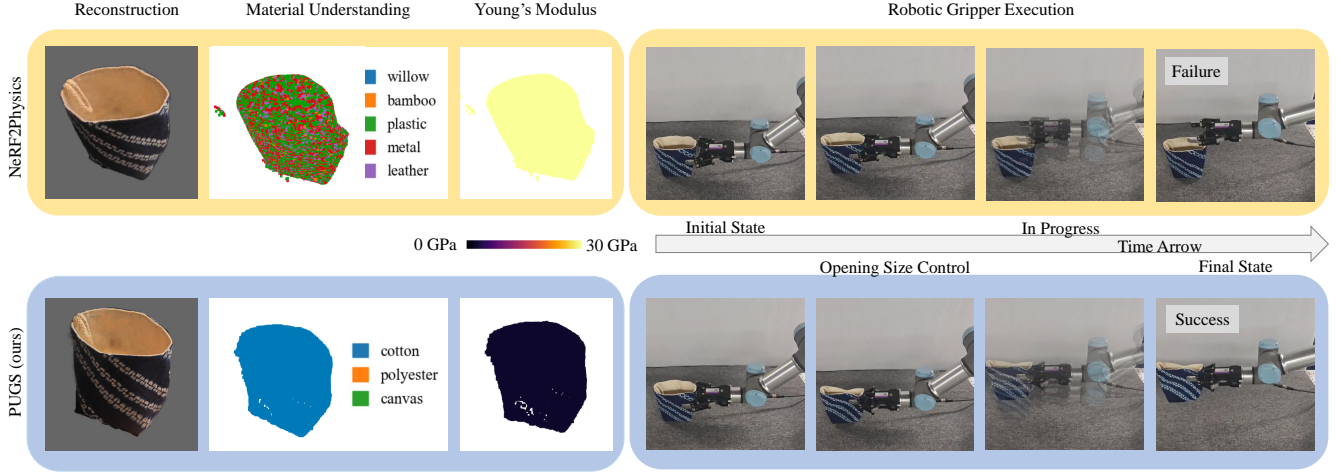 Reconstruction Material Understanding Young's Modulus Robotic Gripper Execution
NeRF2Physics
willow
bamboo
plastic
metal
leather
Failure
0 GPa 30 GPa
Initial State In Progress
Time Arrow
Opening Size Control Final State
PUGS (ours)
cotton
polyester
canvas
Success